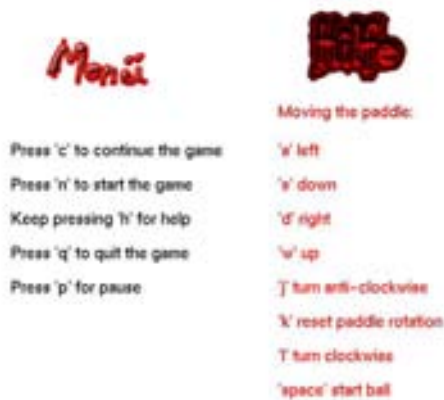 Menü
Press 'c' to continue the game
Press 'n' to start the game
Keep pressing 'h' for help
Press 'q' to quit the game
Press 'p' for pause
Moving the paddle:
'a' left
's' down
'd' right
'w' up
'j' turn anti-clockwise
'k' reset paddle rotation
'l' turn clockwise
'space' start ball